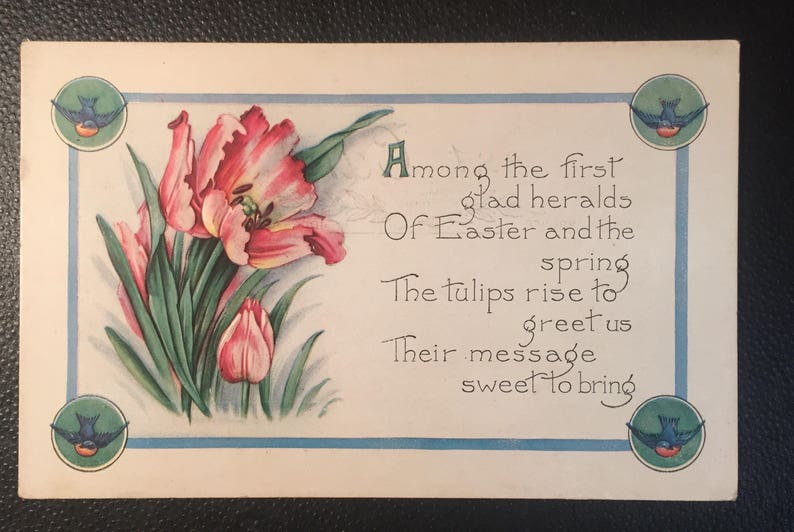 Among the first
glad heralds
Of Easter and the
spring
The tulips rise to
greet us
Their message
sweet to bring